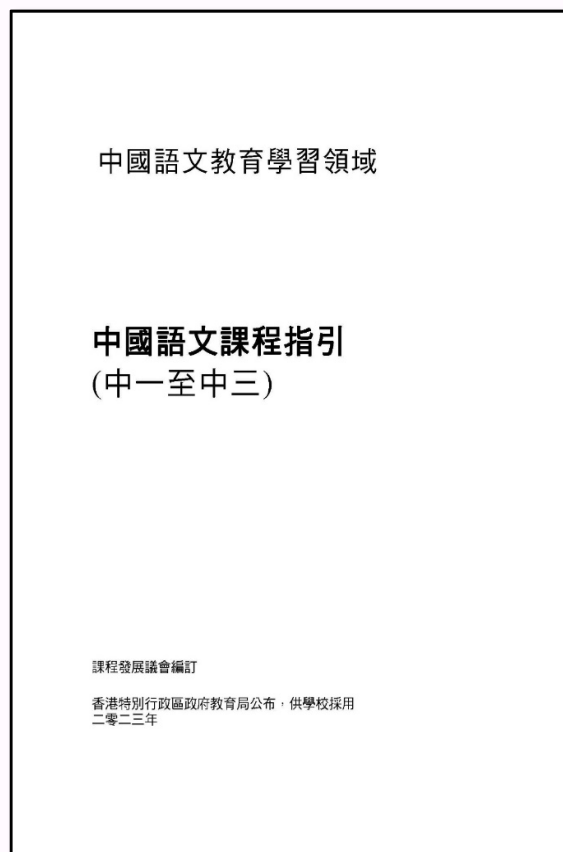 中國語文教育學習領域
中國語文課程指引
(中一至中三)
課程發展議會編訂
香港特別行政區政府教育局公布，供學校採用
二零二三年